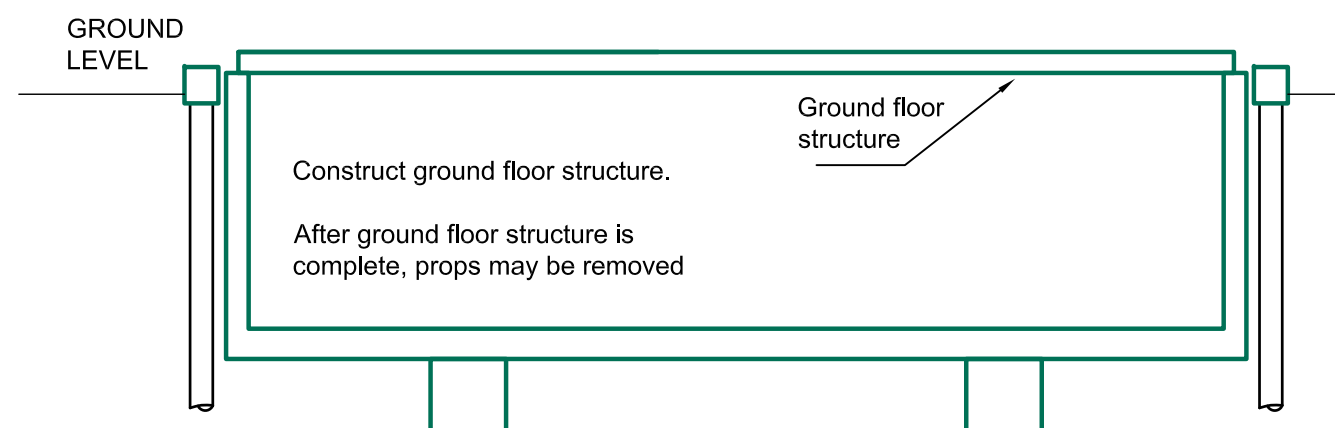 GROUND
LEVEL
Ground floor
structure
Construct ground floor structure.
After ground floor structure is
complete, props may be removed